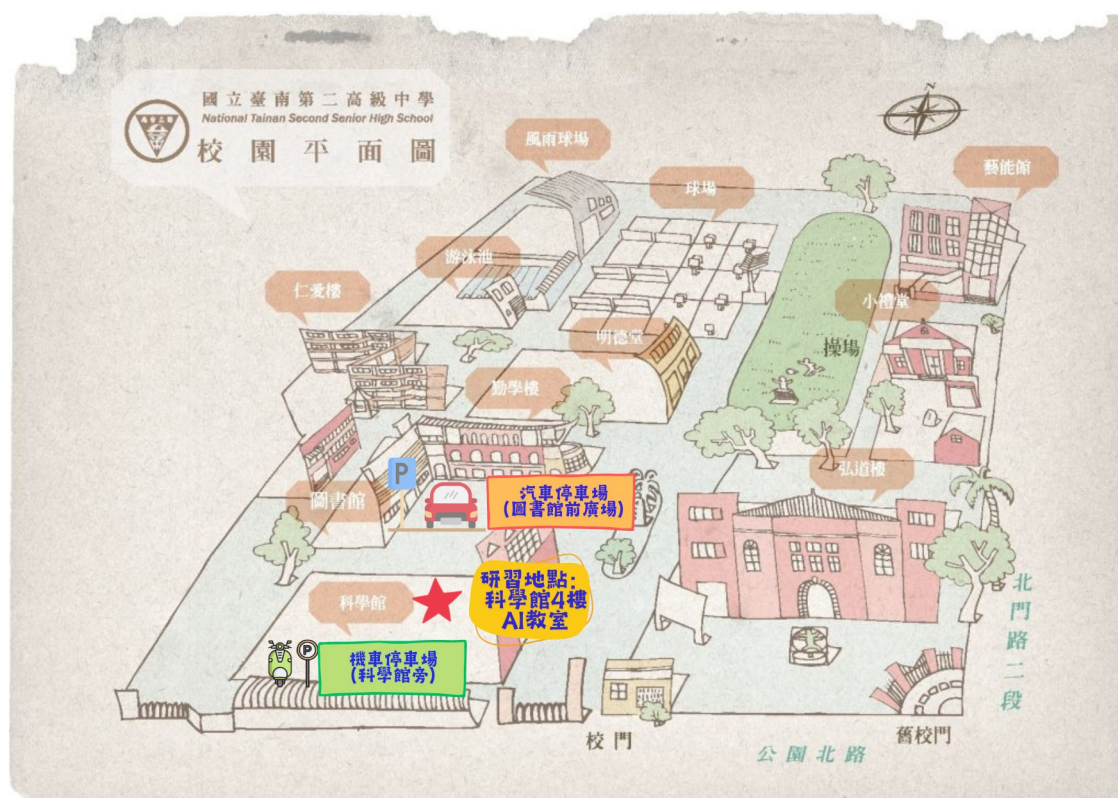 國立臺南第二高級中學
National Tainan Second Senior High School
校園平面圖
N
風雨球場
球場
藝能館
游泳池
仁愛樓
小禮堂
明德堂
操場
勤學樓
弘道樓
P
汽車停車場
(圖書館前廣場)
圖書館
研習地點:
科學館4樓
AI教室
科學館
P
機車停車場
(科學館旁)
北門路二段
校門
舊校門
公園北路